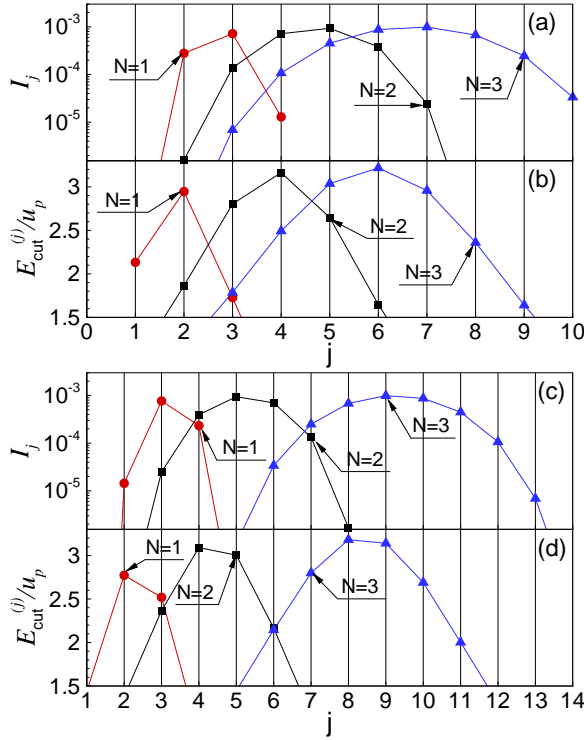 10⁻³
(a)
N=1
I_j
10⁻⁴
N=2
N=3
10⁻⁵
(b)
3
N=1
E_cut^(j)/u_p
2.5
N=2
2
N=3
1.5
0 1 2 3 4 5 6 7 8 9 10
j
(c)
10⁻³
N=3
I_j
10⁻⁴
N=1
N=2
10⁻⁵
(d)
N=1
3
E_cut^(j)/u_p
N=2
N=3
2.5
2
1.5
1 2 3 4 5 6 7 8 9 10 11 12 13 14
j